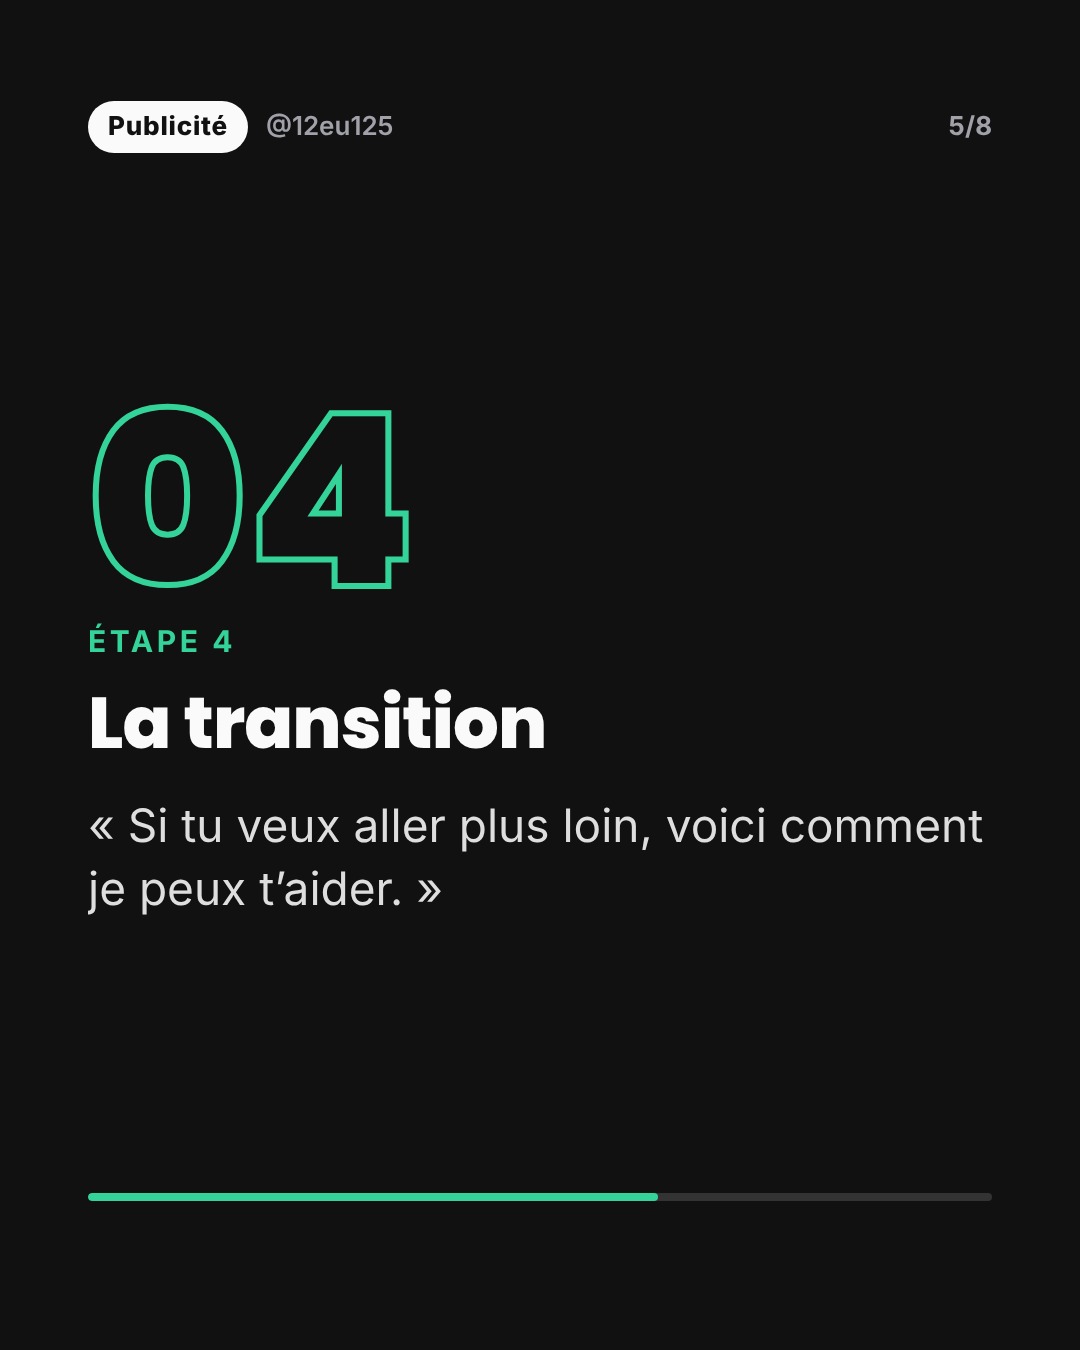 Publicité @12eu125 5/8
04
ÉTAPE 4
La transition
« Si tu veux aller plus loin, voici comment
je peux t’aider. »